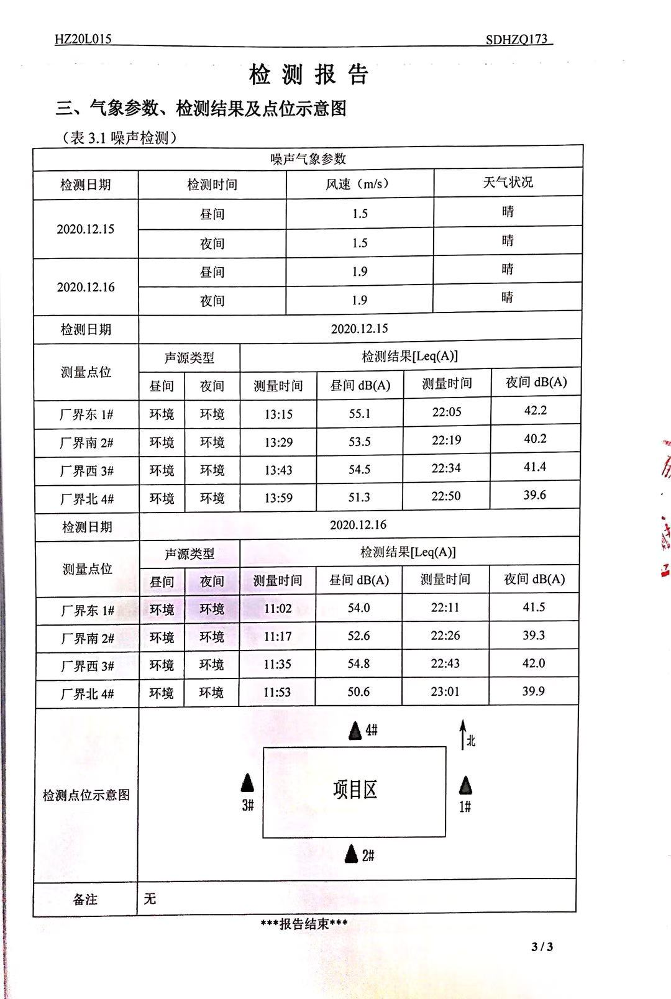 HZ20L015 SDHZQ173
检 测 报 告
三、气象参数、检测结果及点位示意图
（表 3.1 噪声检测）
噪声气象参数
检测日期 检测时间 风速（m/s） 天气状况
2020.12.15 昼间 1.5 晴
夜间 1.5 晴
2020.12.16 昼间 1.9 晴
夜间 1.9 晴
检测日期 2020.12.15
测量点位 声源类型 检测结果[Leq(A)]
昼间 夜间 测量时间 昼间 dB(A) 测量时间 夜间 dB(A)
厂界东 1# 环境 环境 13:15 55.1 22:05 42.2
厂界南 2# 环境 环境 13:29 53.5 22:19 40.2
厂界西 3# 环境 环境 13:43 54.5 22:34 41.4
厂界北 4# 环境 环境 13:59 51.3 22:50 39.6
检测日期 2020.12.16
测量点位 声源类型 检测结果[Leq(A)]
昼间 夜间 测量时间 昼间 dB(A) 测量时间 夜间 dB(A)
厂界东 1# 环境 环境 11:02 54.0 22:11 41.5
厂界南 2# 环境 环境 11:17 52.6 22:26 39.3
厂界西 3# 环境 环境 11:35 54.8 22:43 42.0
厂界北 4# 环境 环境 11:53 50.6 23:01 39.9
检测点位示意图
4#
北
项目区
3#
1#
2#
备注 无
***报告结束***
3 / 3